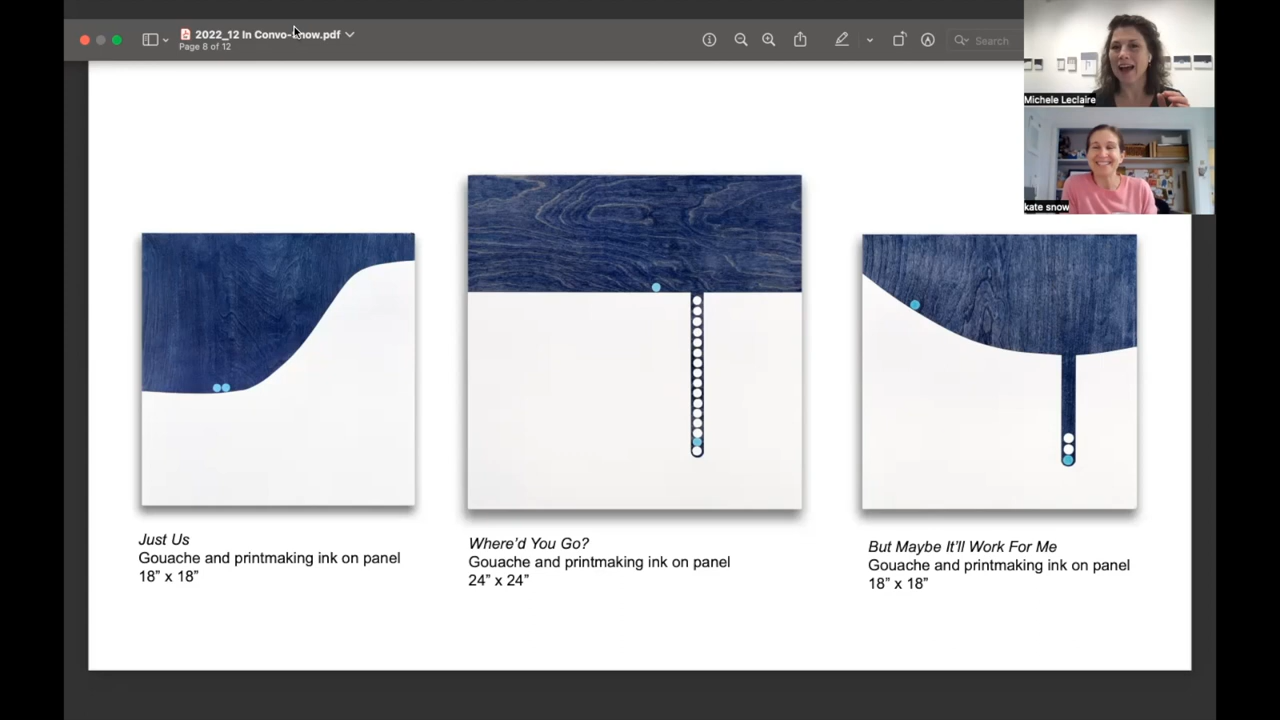 2022_12 In Convo-Snow.pdf
Page 8 of 12
Search
Michele Leclaire
kate snow
Just Us
Gouache and printmaking ink on panel
18” x 18”
Where’d You Go?
Gouache and printmaking ink on panel
24” x 24”
But Maybe It’ll Work For Me
Gouache and printmaking ink on panel
18” x 18”